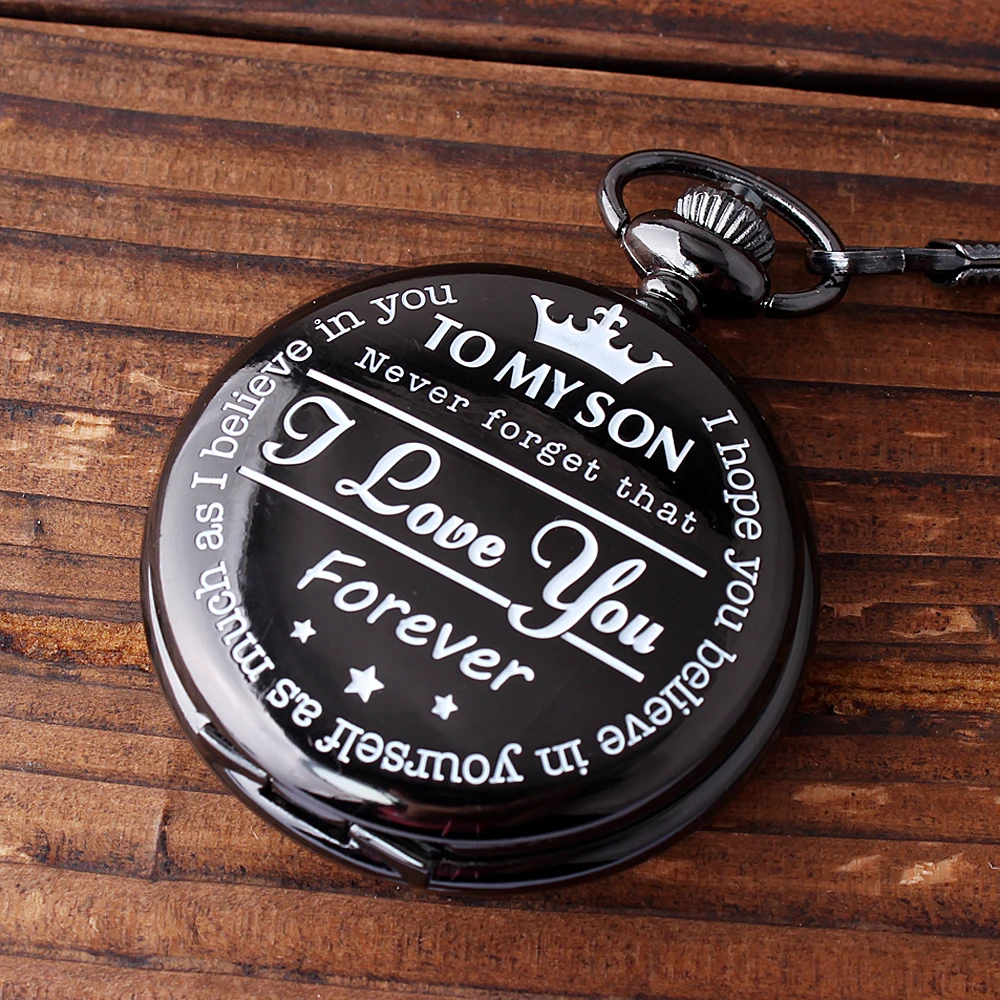 TO MY SON
Never forget that
I Love You
Forever
I hope you believe in yourself as much as I believe in you